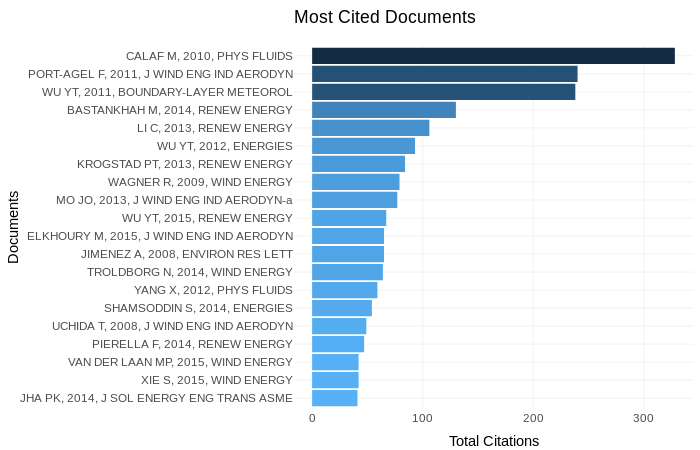 Most Cited Documents
CALAF M, 2010, PHYS FLUIDS
PORT-AGEL F, 2011, J WIND ENG IND AERODYN
WU YT, 2011, BOUNDARY-LAYER METEOROL
BASTANKHAH M, 2014, RENEW ENERGY
LI C, 2013, RENEW ENERGY
WU YT, 2012, ENERGIES
KROGSTAD PT, 2013, RENEW ENERGY
WAGNER R, 2009, WIND ENERGY
MO JO, 2013, J WIND ENG IND AERODYN-a
WU YT, 2015, RENEW ENERGY
ELKHOURY M, 2015, J WIND ENG IND AERODYN
JIMENEZ A, 2008, ENVIRON RES LETT
TROLDBORG N, 2014, WIND ENERGY
YANG X, 2012, PHYS FLUIDS
SHAMSODDIN S, 2014, ENERGIES
UCHIDA T, 2008, J WIND ENG IND AERODYN
PIERELLA F, 2014, RENEW ENERGY
VAN DER LAAN MP, 2015, WIND ENERGY
XIE S, 2015, WIND ENERGY
JHA PK, 2014, J SOL ENERGY ENG TRANS ASME
Documents
0 100 200 300
Total Citations